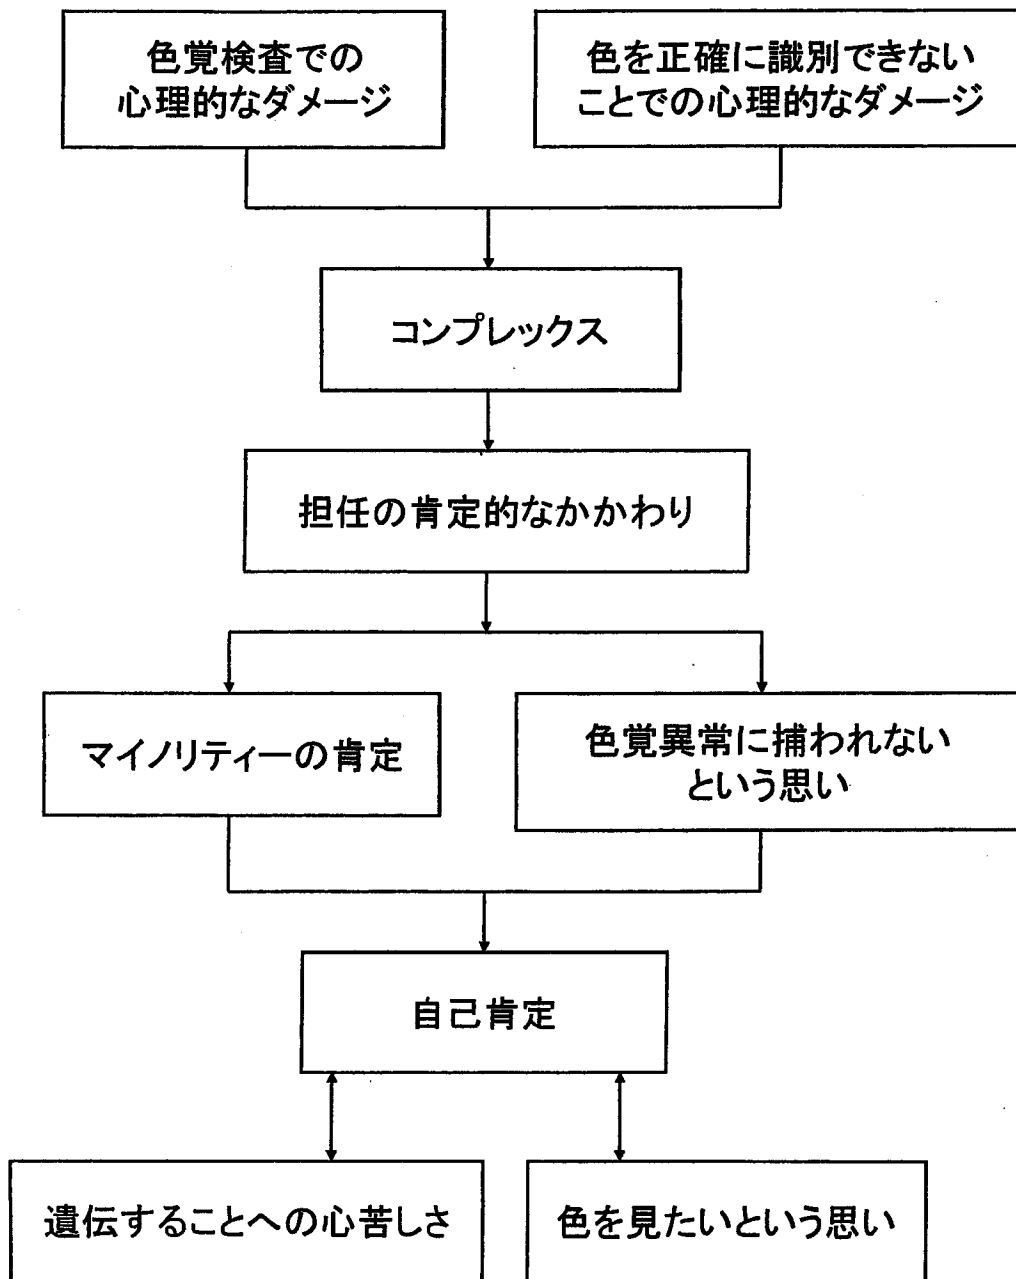 色覚検査での
心理的なダメージ
色を正確に識別できない
ことでの心理的なダメージ
コンプレックス
担任の肯定的なかかわり
マイノリティーの肯定
色覚異常に捕われない
という思い
自己肯定
遺伝することへの心苦しさ
色を見たいという思い